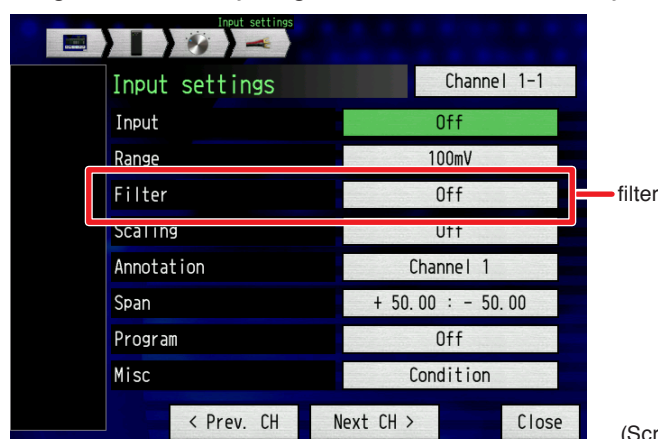 Input settings
Input settings Channel 1-1
Input Off
Range 100mV
Filter Off filter
Scaling Off
Annotation Channel 1
Span + 50.00 : - 50.00
Program Off
Misc Condition
< Prev. CH Next CH > Close
(Scr